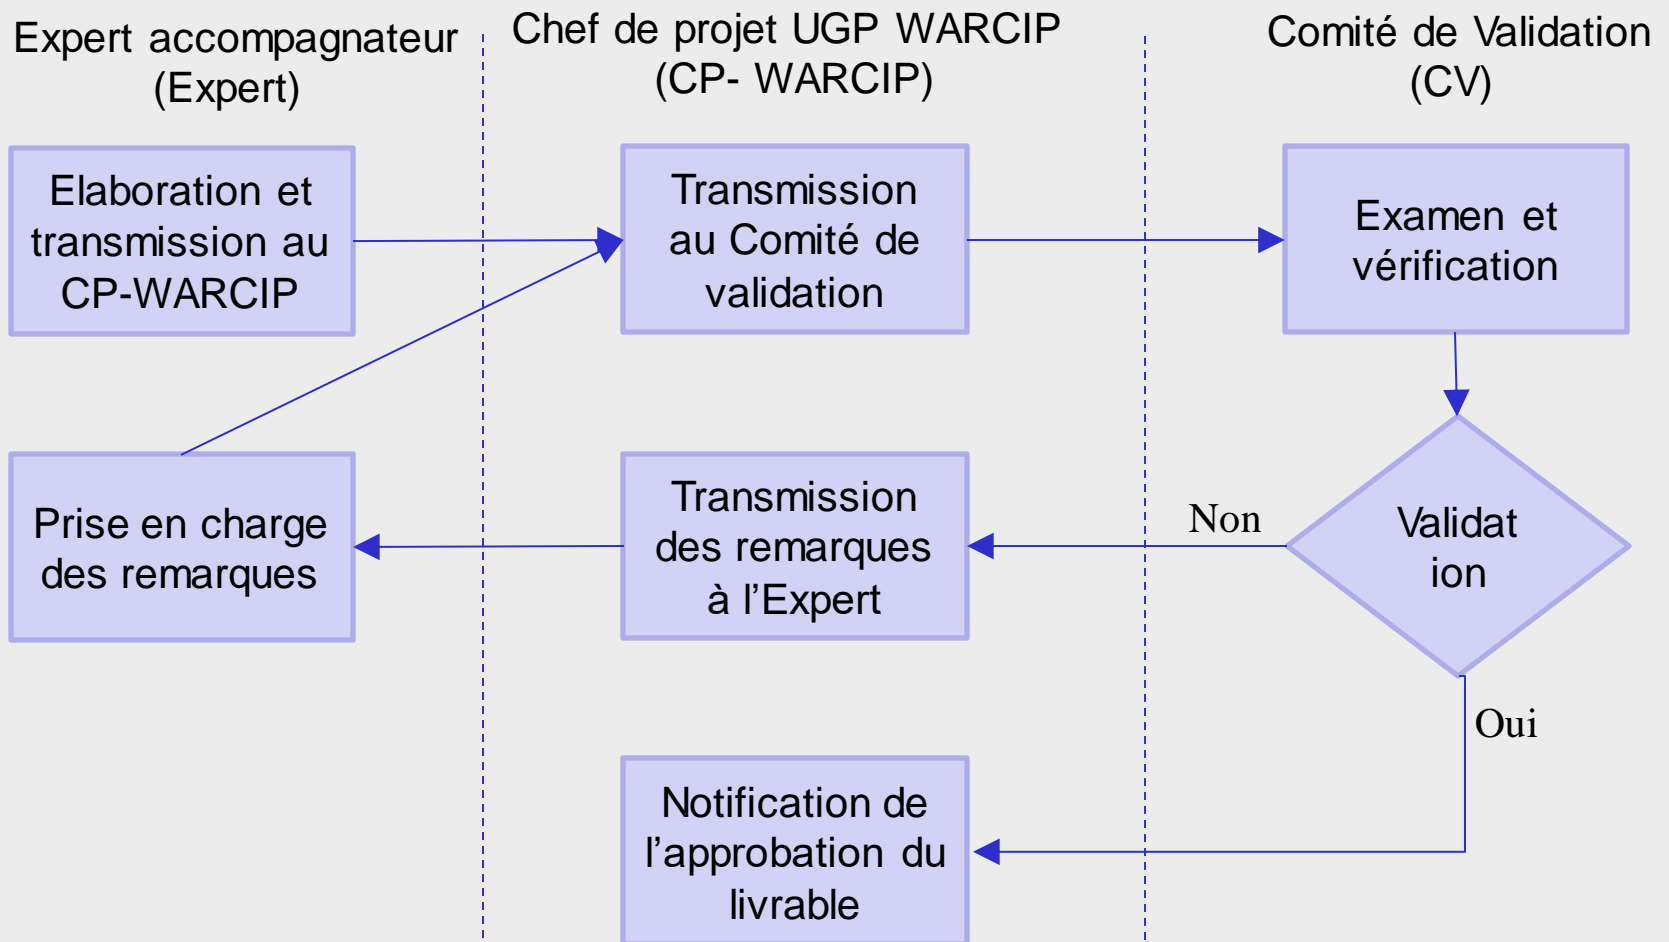 Expert accompagnateur
(Expert)
Chef de projet UGP WARCIP
(CP- WARCIP)
Comité de Validation
(CV)
Elaboration et
transmission au
CP-WARCIP
Transmission
au Comité de
validation
Examen et
vérification
Prise en charge
des remarques
Transmission
des remarques
à l’Expert
Non
Validat
ion
Oui
Notification de
l’approbation du
livrable